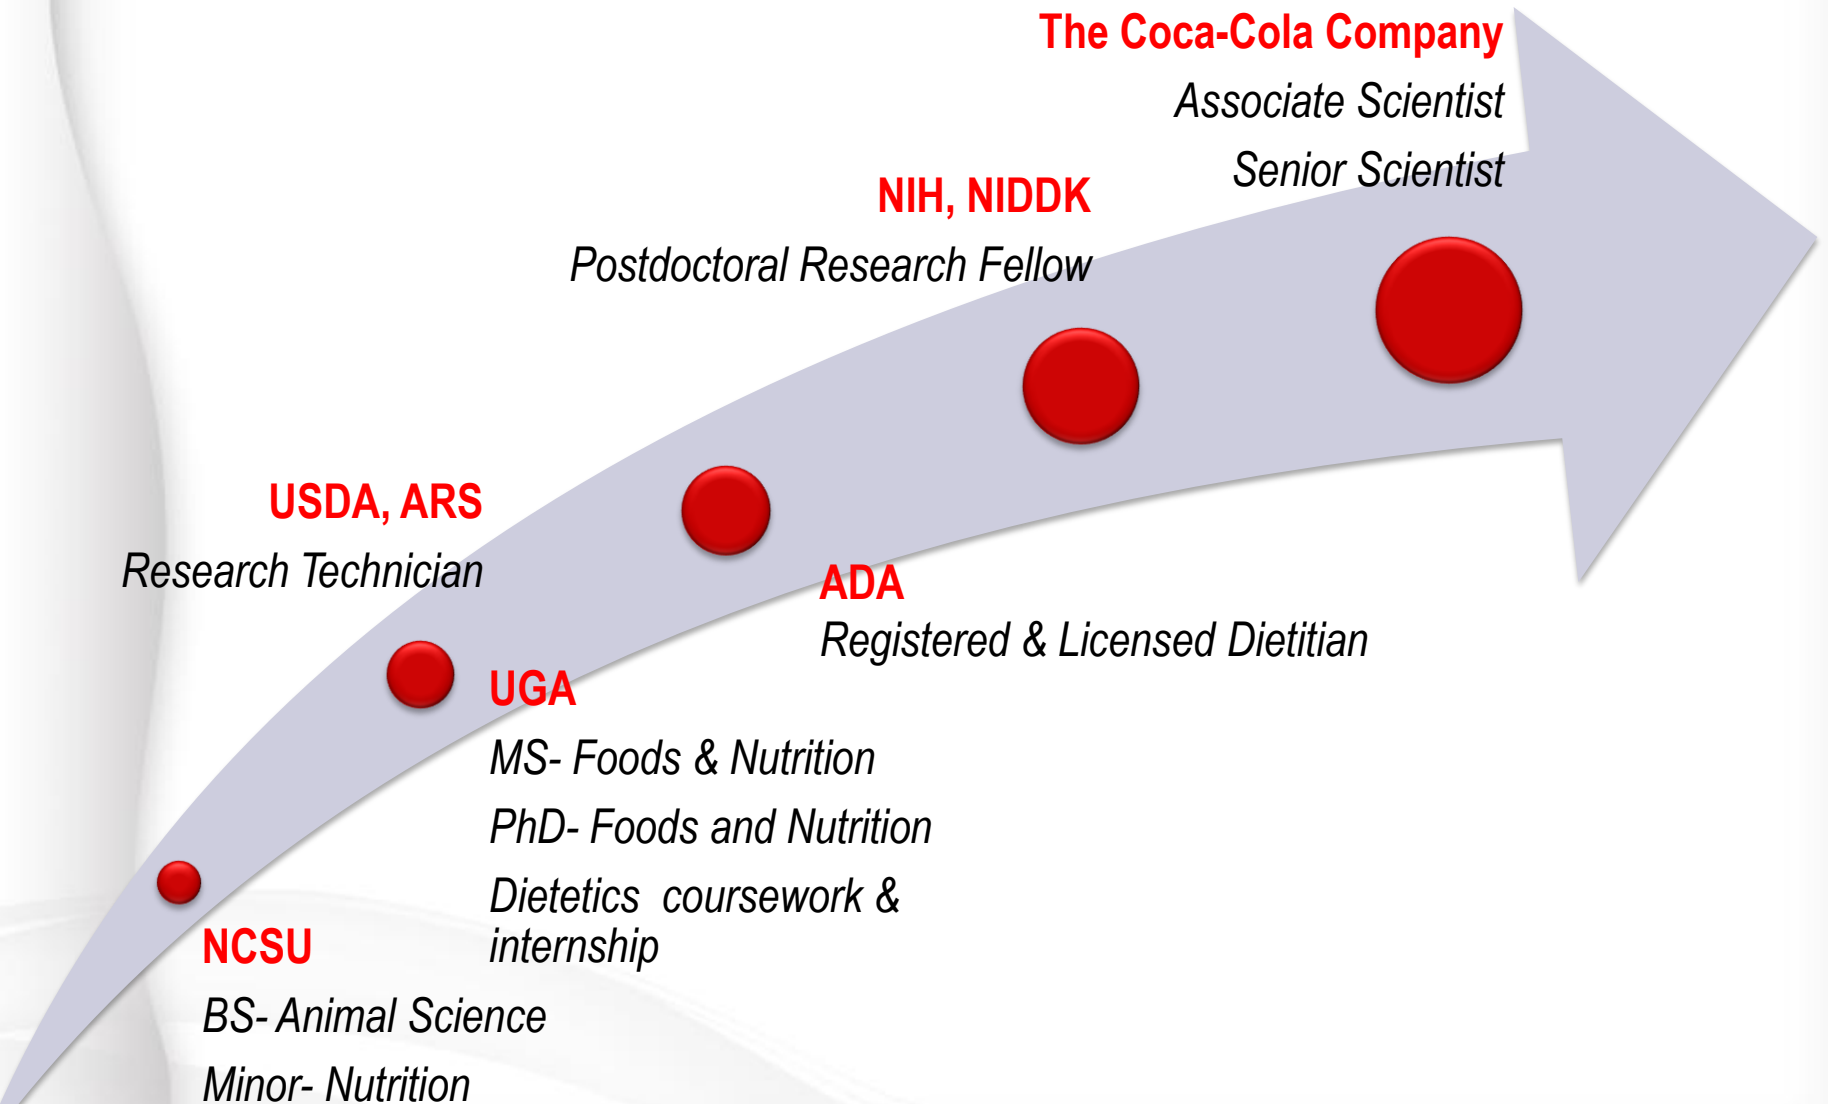 The Coca-Cola Company
Associate Scientist
Senior Scientist
NIH, NIDDK
Postdoctoral Research Fellow
USDA, ARS
Research Technician
ADA
Registered & Licensed Dietitian
UGA
MS- Foods & Nutrition
PhD- Foods and Nutrition
Dietetics coursework &
internship
NCSU
BS- Animal Science
Minor- Nutrition